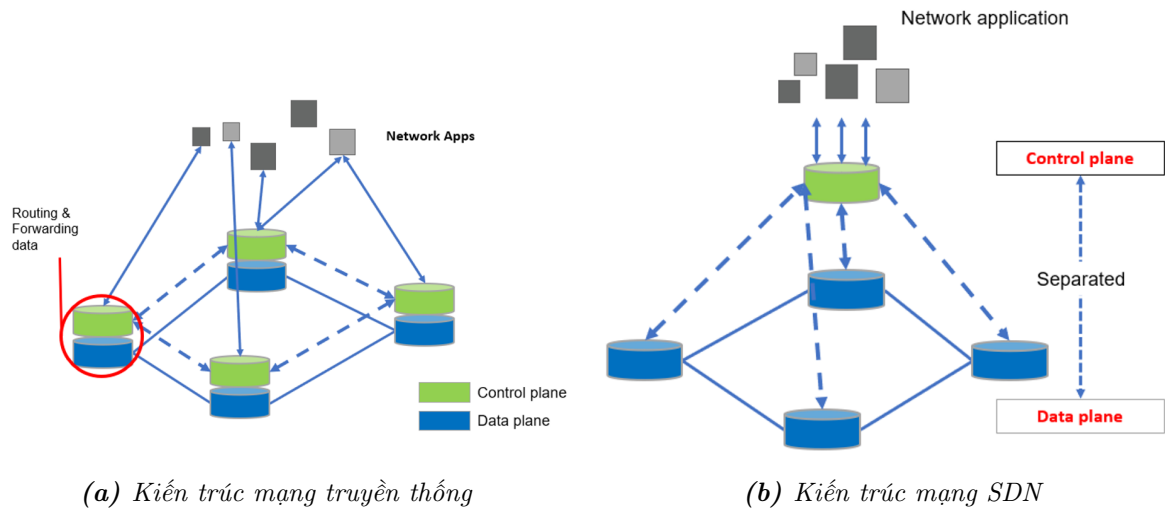 Network Apps
Routing &
Forwarding
data
Control plane
Data plane
(a) Kiến trúc mạng truyền thống
Network application
Control plane
Separated
Data plane
(b) Kiến trúc mạng SDN